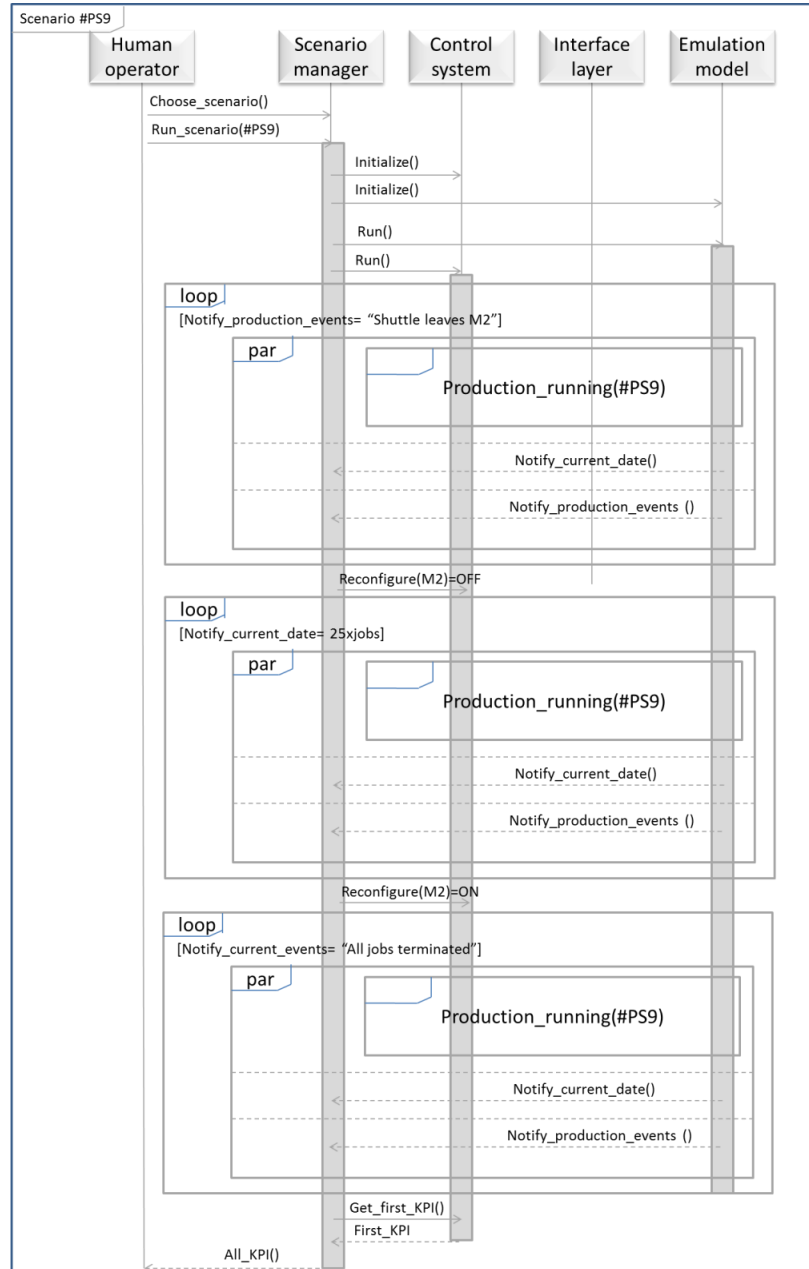 Scenario #PS9
Human
operator
Scenario
manager
Control
system
Interface
layer
Emulation
model
Choose_scenario()
Run_scenario(#PS9)
Initialize()
Initialize()
Run()
Run()
loop
[Notify_production_events= “Shuttle leaves M2”]
par
Production_running(#PS9)
Notify_current_date()
Notify_production_events ()
Reconfigure(M2)=OFF
loop
[Notify_current_date= 25xjobs]
par
Production_running(#PS9)
Notify_current_date()
Notify_production_events ()
Reconfigure(M2)=ON
loop
[Notify_current_events= “All jobs terminated”]
par
Production_running(#PS9)
Notify_current_date()
Notify_production_events ()
Get_first_KPI()
First_KPI
All_KPI()